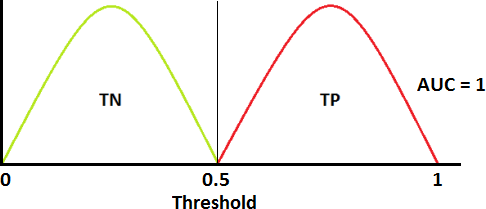 TN
TP
AUC = 1
0
0.5
1
Threshold